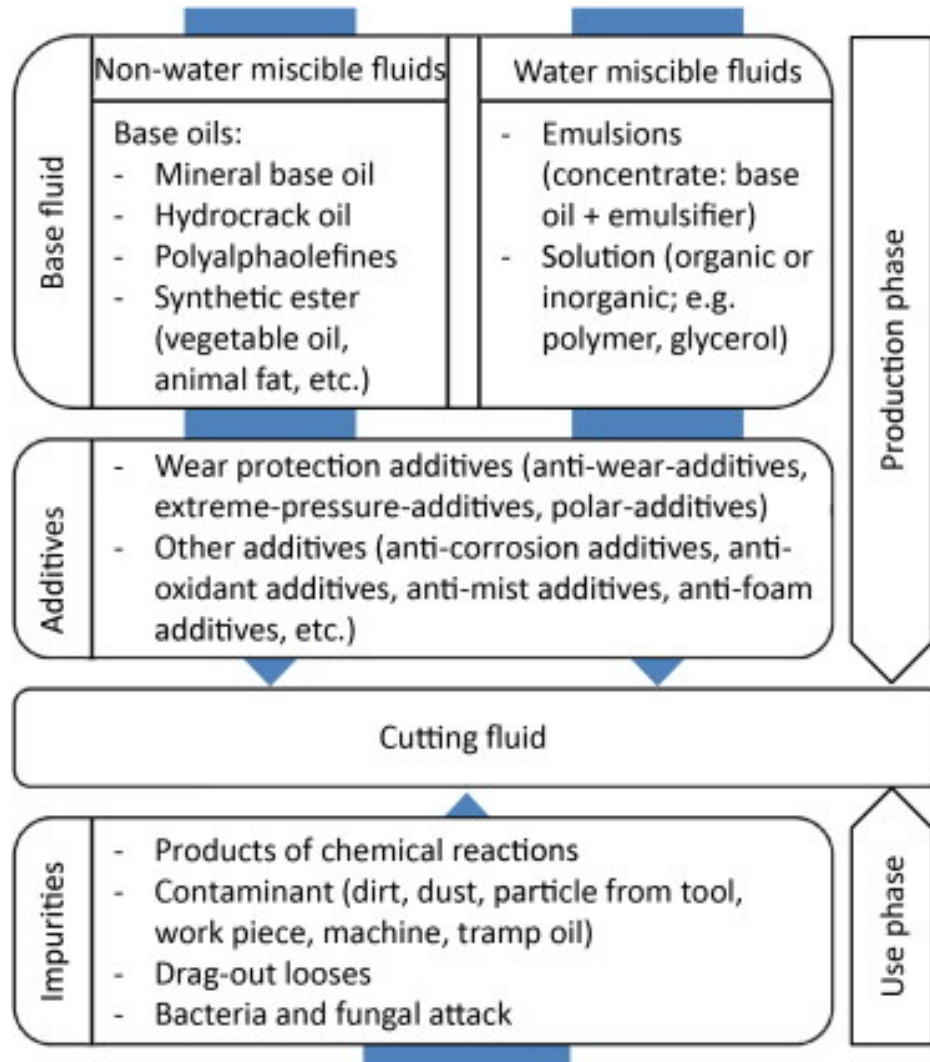 Non-water miscible fluids
Water miscible fluids
Base fluid
Base oils:
- Mineral base oil
- Hydrocrack oil
- Polyalphaolefines
- Synthetic ester
(vegetable oil,
animal fat, etc.)
- Emulsions
(concentrate: base
oil + emulsifier)
- Solution (organic or
inorganic; e.g.
polymer, glycerol)
Production phase
Additives
- Wear protection additives (anti-wear-additives,
extreme-pressure-additives, polar-additives)
- Other additives (anti-corrosion additives, anti-
oxidant additives, anti-mist additives, anti-foam
additives, etc.)
Cutting fluid
Impurities
- Products of chemical reactions
- Contaminant (dirt, dust, particle from tool,
work piece, machine, tramp oil)
- Drag-out looses
- Bacteria and fungal attack
Use phase